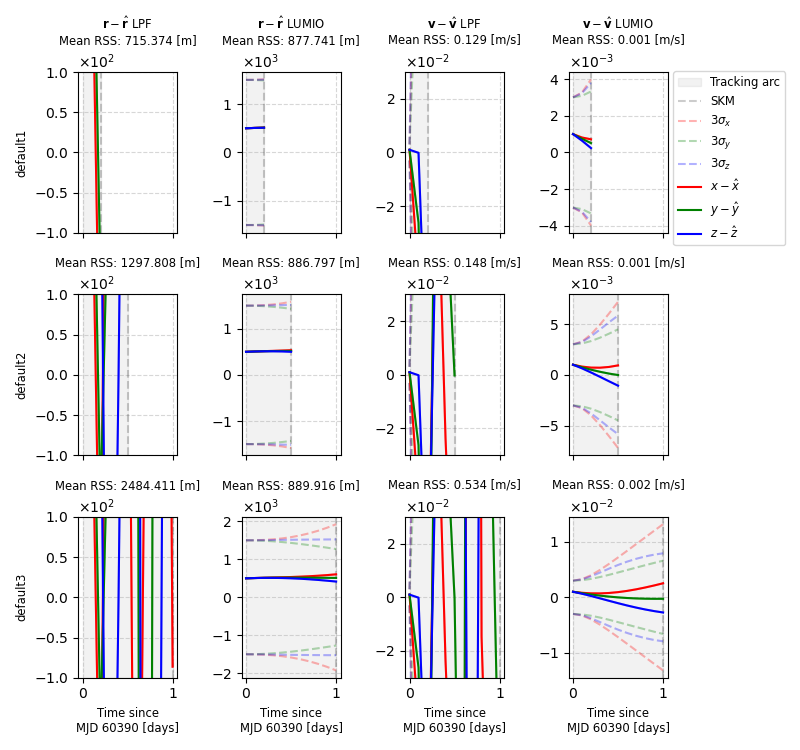 r − r̂ LPF
Mean RSS: 715.374 [m]
r − r̂ LUMIO
Mean RSS: 877.741 [m]
v − v̂ LPF
Mean RSS: 0.129 [m/s]
v − v̂ LUMIO
Mean RSS: 0.001 [m/s]
×10²
1.0
0.5
0.0
−0.5
−1.0
default1
×10³
1
0
−1
×10⁻²
2
0
−2
×10⁻³
4
2
0
−2
−4
Tracking arc
SKM
3σx
3σy
3σz
x − x̂
y − ŷ
z − ẑ
Mean RSS: 1297.808 [m]
Mean RSS: 886.797 [m]
Mean RSS: 0.148 [m/s]
Mean RSS: 0.001 [m/s]
×10²
1.0
0.5
0.0
−0.5
−1.0
default2
×10³
1
0
−1
×10⁻²
2
0
−2
×10⁻³
5
0
−5
Mean RSS: 2484.411 [m]
Mean RSS: 889.916 [m]
Mean RSS: 0.534 [m/s]
Mean RSS: 0.002 [m/s]
×10²
1.0
0.5
0.0
−0.5
−1.0
default3
×10³
2
1
0
−1
−2
×10⁻²
2
0
−2
×10⁻²
1
0
−1
0 1
0 1
0 1
0 1
Time since
MJD 60390 [days]
Time since
MJD 60390 [days]
Time since
MJD 60390 [days]
Time since
MJD 60390 [days]